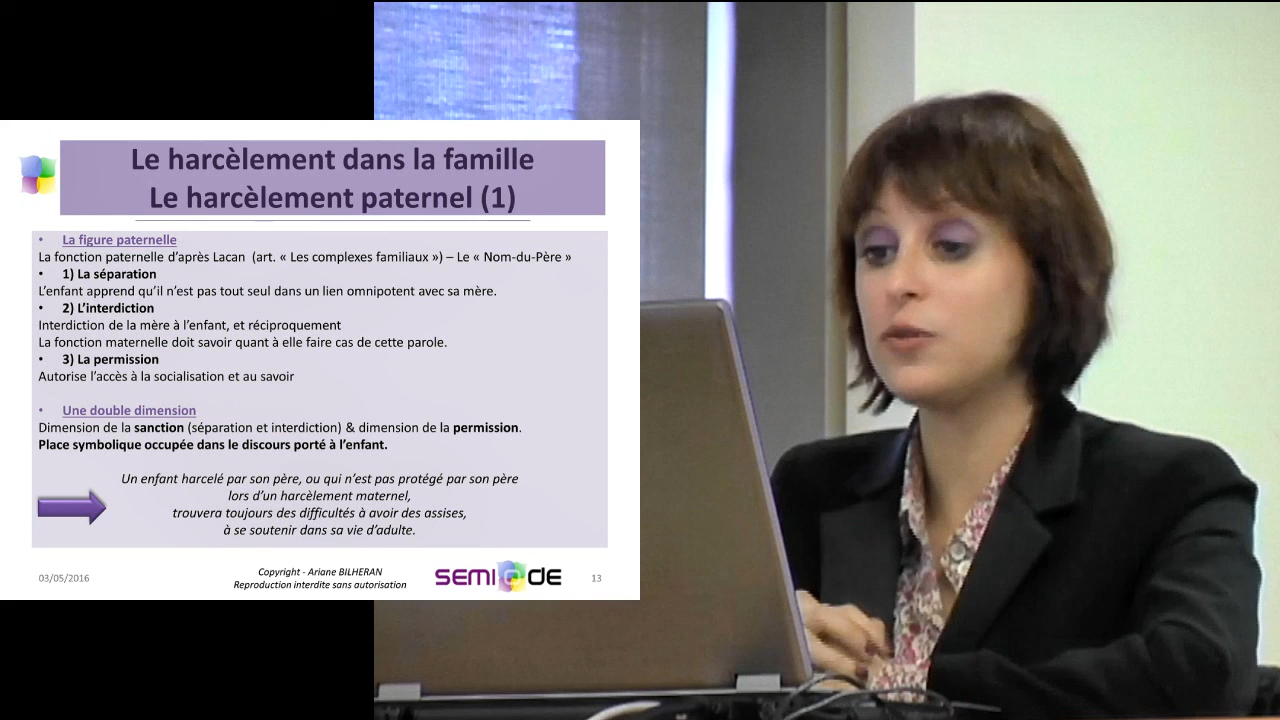 Le harcèlement dans la famille
Le harcèlement paternel (1)
• La figure paternelle
La fonction paternelle d’après Lacan (art. « Les complexes familiaux ») – Le « Nom-du-Père »
• 1) La séparation
L’enfant apprend qu’il n’est pas tout seul dans un lien omnipotent avec sa mère.
• 2) L’interdiction
Interdiction de la mère à l’enfant, et réciproquement
La fonction maternelle doit savoir quant à elle faire cas de cette parole.
• 3) La permission
Autorise l’accès à la socialisation et au savoir
• Une double dimension
Dimension de la sanction (séparation et interdiction) & dimension de la permission.
Place symbolique occupée dans le discours porté à l’enfant.
Un enfant harcelé par son père, ou qui n’est pas protégé par son père
lors d’un harcèlement maternel,
trouvera toujours des difficultés à avoir des assises,
à se soutenir dans sa vie d’adulte.
03/05/2016
Copyright - Ariane BILHERAN
Reproduction interdite sans autorisation
SEMIODE
13